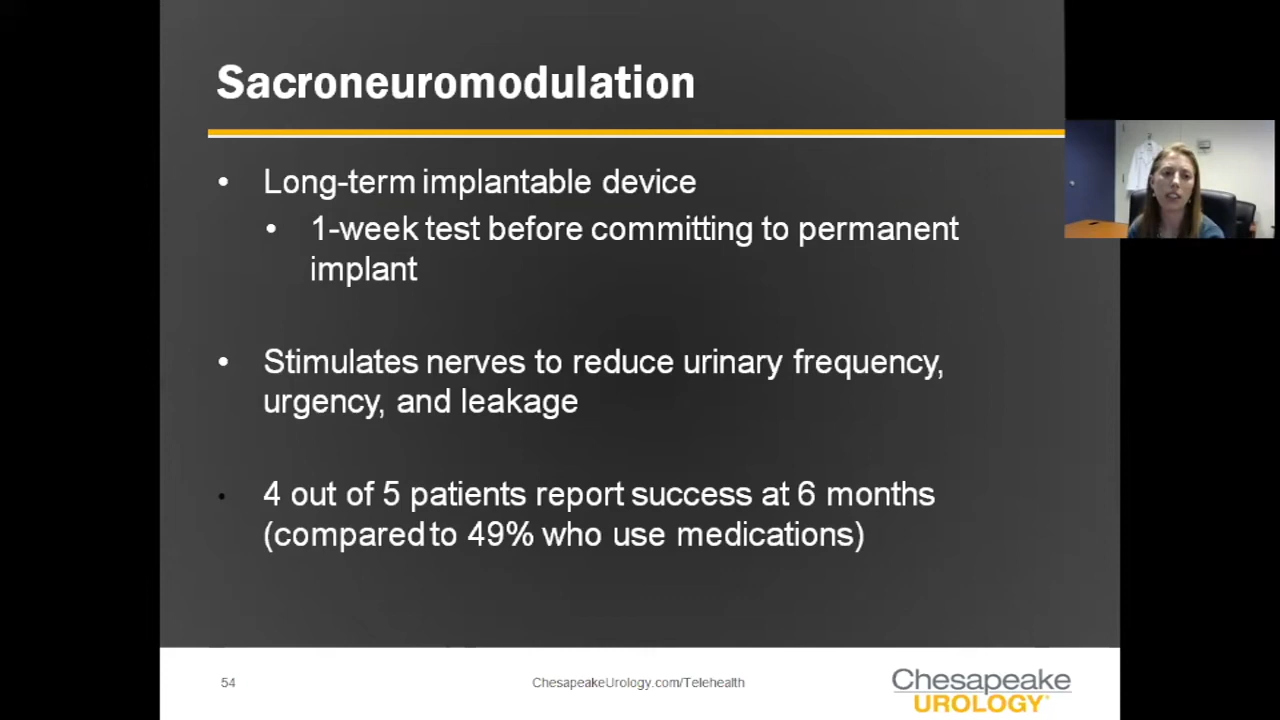 Sacroneuromodulation
• Long-term implantable device
• 1-week test before committing to permanent
implant
• Stimulates nerves to reduce urinary frequency,
urgency, and leakage
• 4 out of 5 patients report success at 6 months
(compared to 49% who use medications)
54
ChesapeakeUrology.com/Telehealth
Chesapeake
UROLOGY®